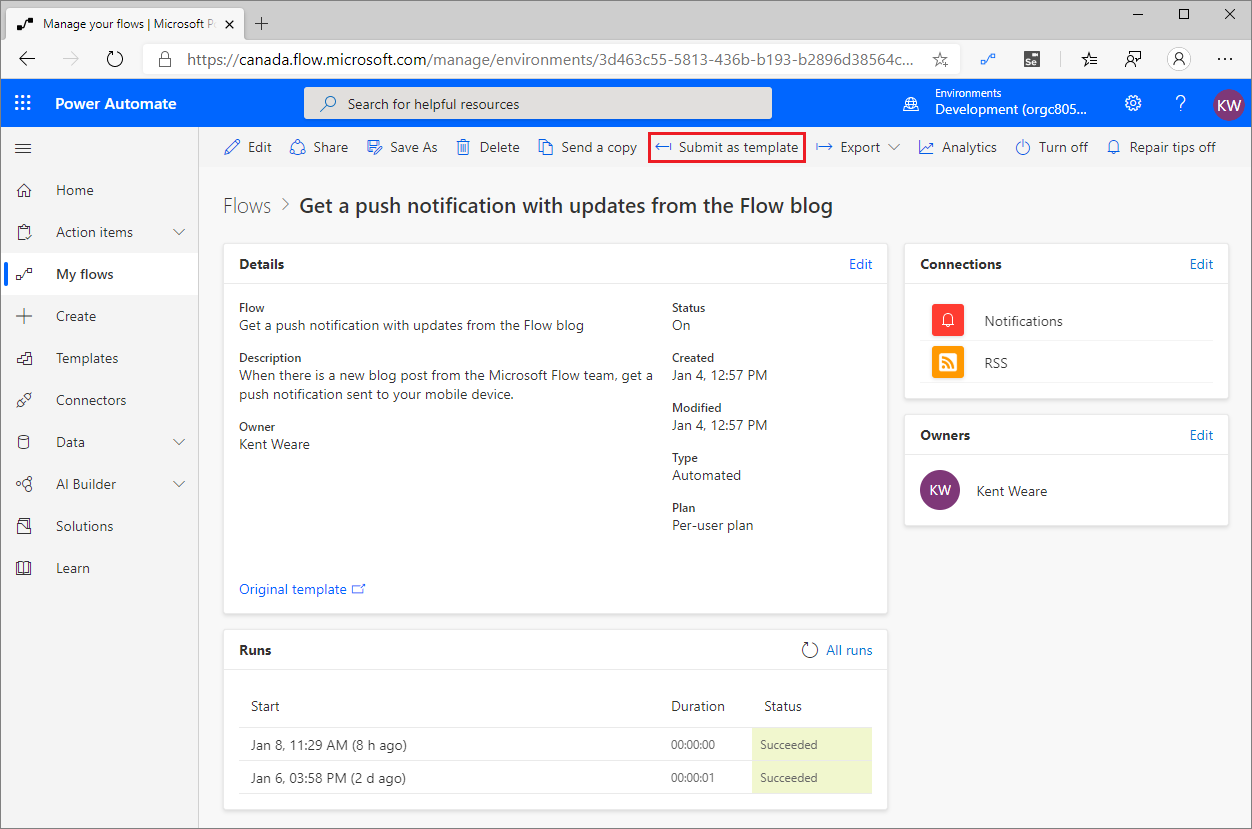 Manage your flows | Microsoft P
https://canada.flow.microsoft.com/manage/environments/3d463c55-5813-436b-b193-b2896d38564c...
Se
Power Automate
Search for helpful resources
Environments
Development (orgc805...
?
KW
Edit
Share
Save As
Delete
Send a copy
Submit as template
Export
Analytics
Turn off
Repair tips off
Home
Action items
My flows
Create
Templates
Connectors
Data
AI Builder
Solutions
Learn
Flows > Get a push notification with updates from the Flow blog
Details
Edit
Flow
Get a push notification with updates from the Flow blog
Description
When there is a new blog post from the Microsoft Flow team, get a
push notification sent to your mobile device.
Owner
Kent Weare
Status
On
Created
Jan 4, 12:57 PM
Modified
Jan 4, 12:57 PM
Type
Automated
Plan
Per-user plan
Original template
Connections
Edit
Notifications
RSS
Owners
Edit
KW
Kent Weare
Runs
All runs
Start Duration Status
Jan 8, 11:29 AM (8 h ago) 00:00:00 Succeeded
Jan 6, 03:58 PM (2 d ago) 00:00:01 Succeeded